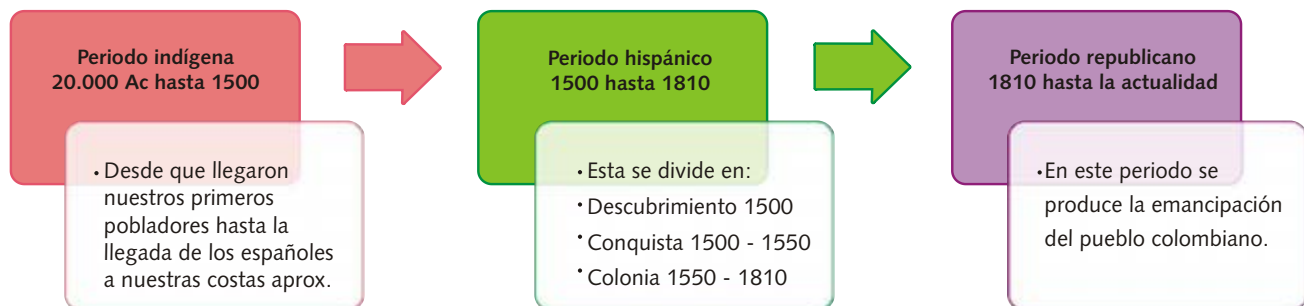 Periodo indígena
20.000 Ac hasta 1500
• Desde que llegaron
nuestros primeros
pobladores hasta la
llegada de los españoles
a nuestras costas aprox.
Periodo hispánico
1500 hasta 1810
• Esta se divide en:
• Descubrimiento 1500
• Conquista 1500 - 1550
• Colonia 1550 - 1810
Periodo republicano
1810 hasta la actualidad
• En este periodo se
produce la emancipación
del pueblo colombiano.